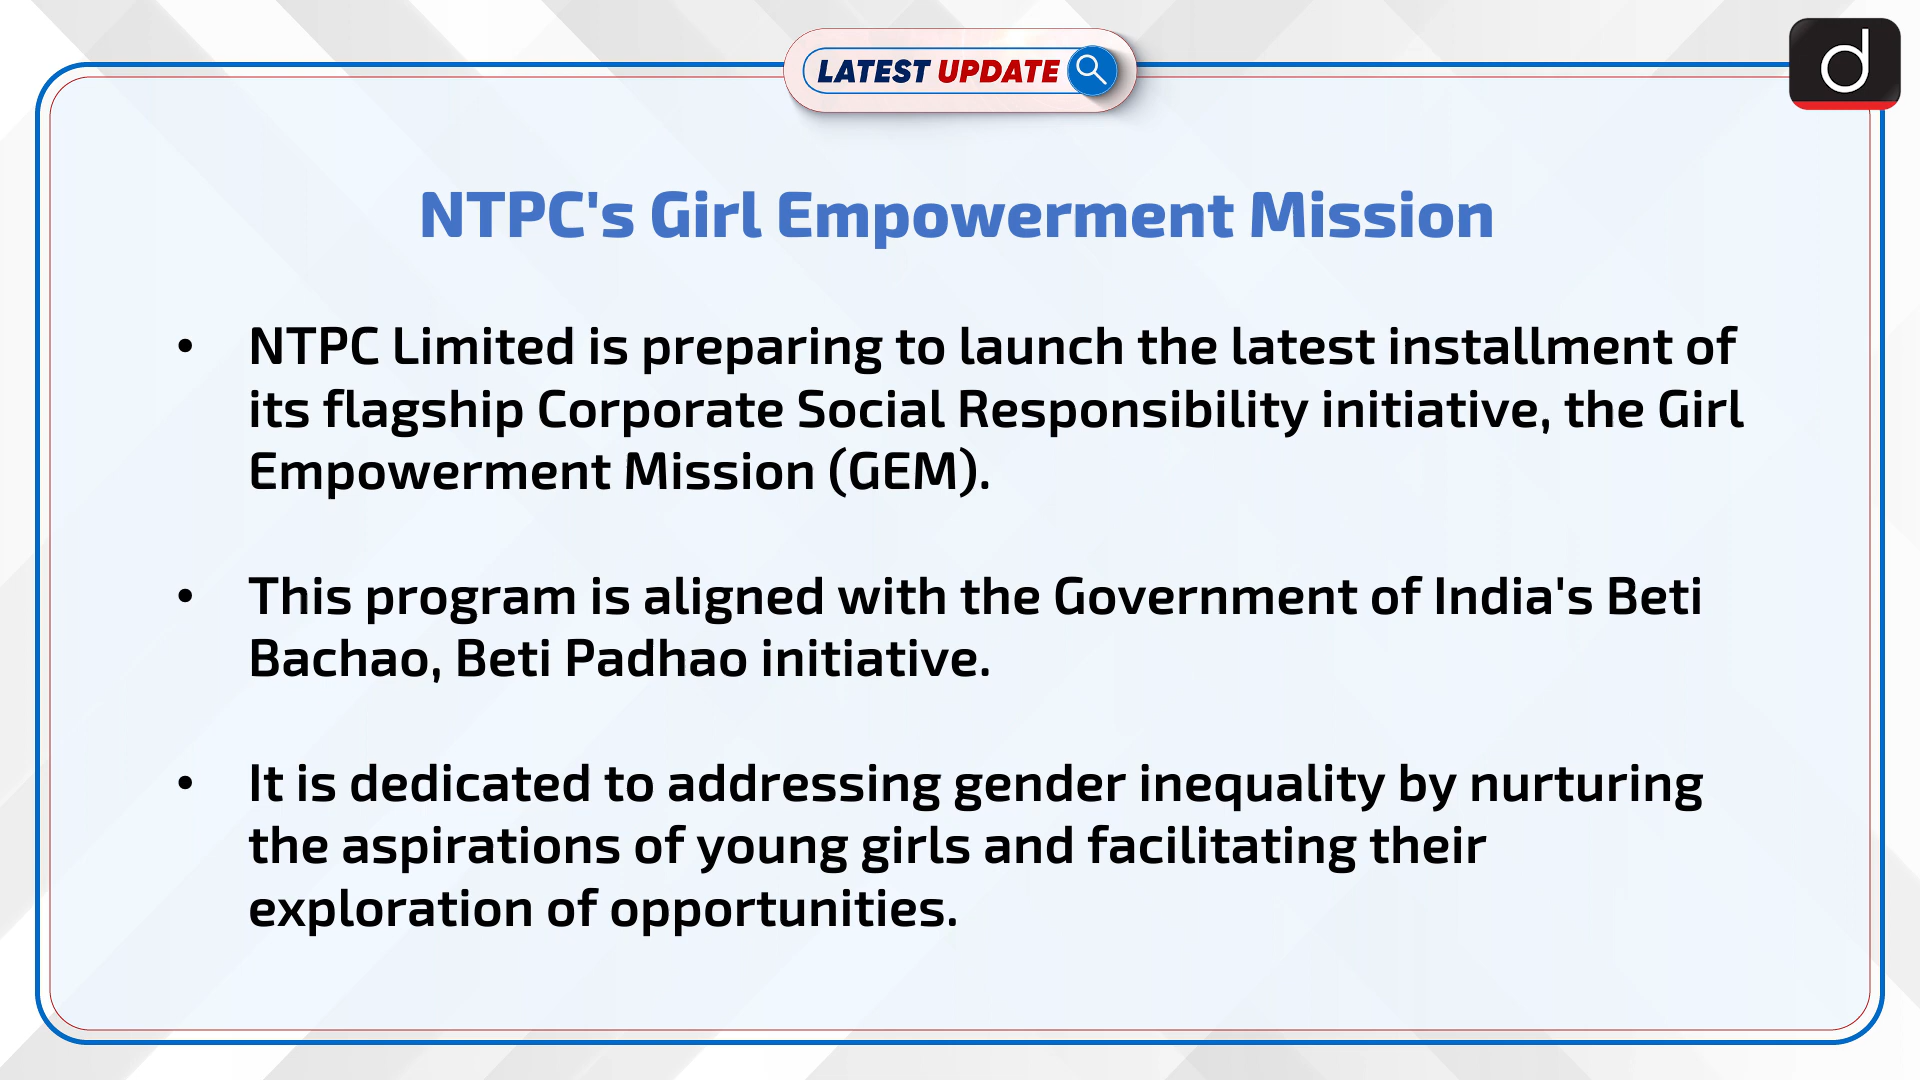 LATEST UPDATE
d
NTPC's Girl Empowerment Mission
• NTPC Limited is preparing to launch the latest installment of
its flagship Corporate Social Responsibility initiative, the Girl
Empowerment Mission (GEM).
• This program is aligned with the Government of India's Beti
Bachao, Beti Padhao initiative.
• It is dedicated to addressing gender inequality by nurturing
the aspirations of young girls and facilitating their
exploration of opportunities.